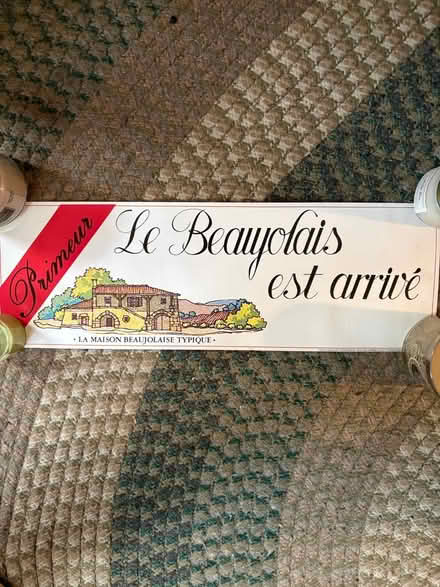 Primeur
Le Beaujolais
est arrivé
· LA MAISON BEAUJOLAISE TYPIQUE ·